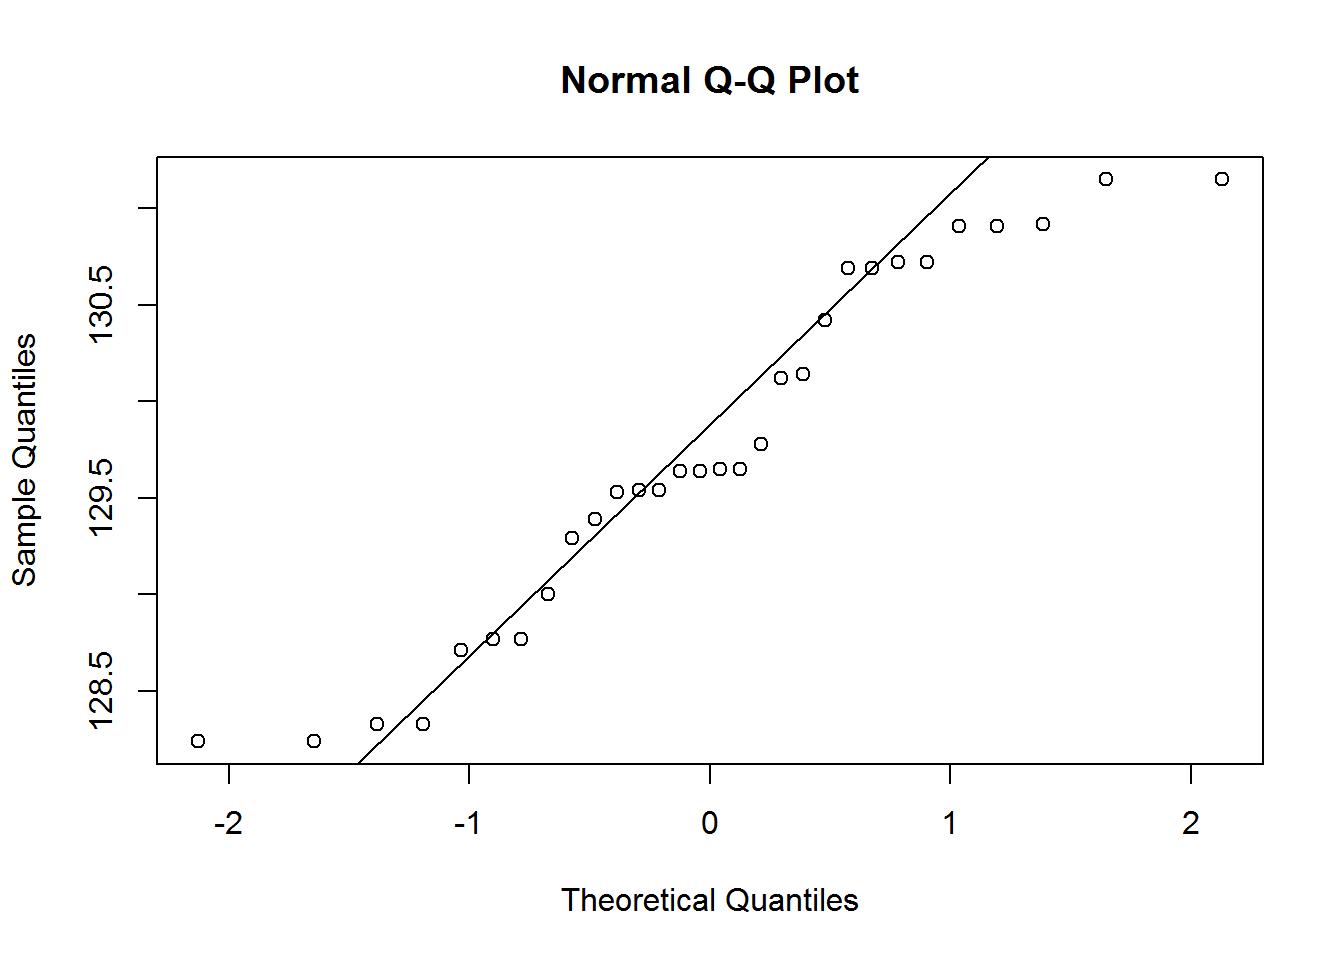 Normal Q-Q Plot
Sample Quantiles
130.5
129.5
128.5
-2 -1 0 1 2
Theoretical Quantiles